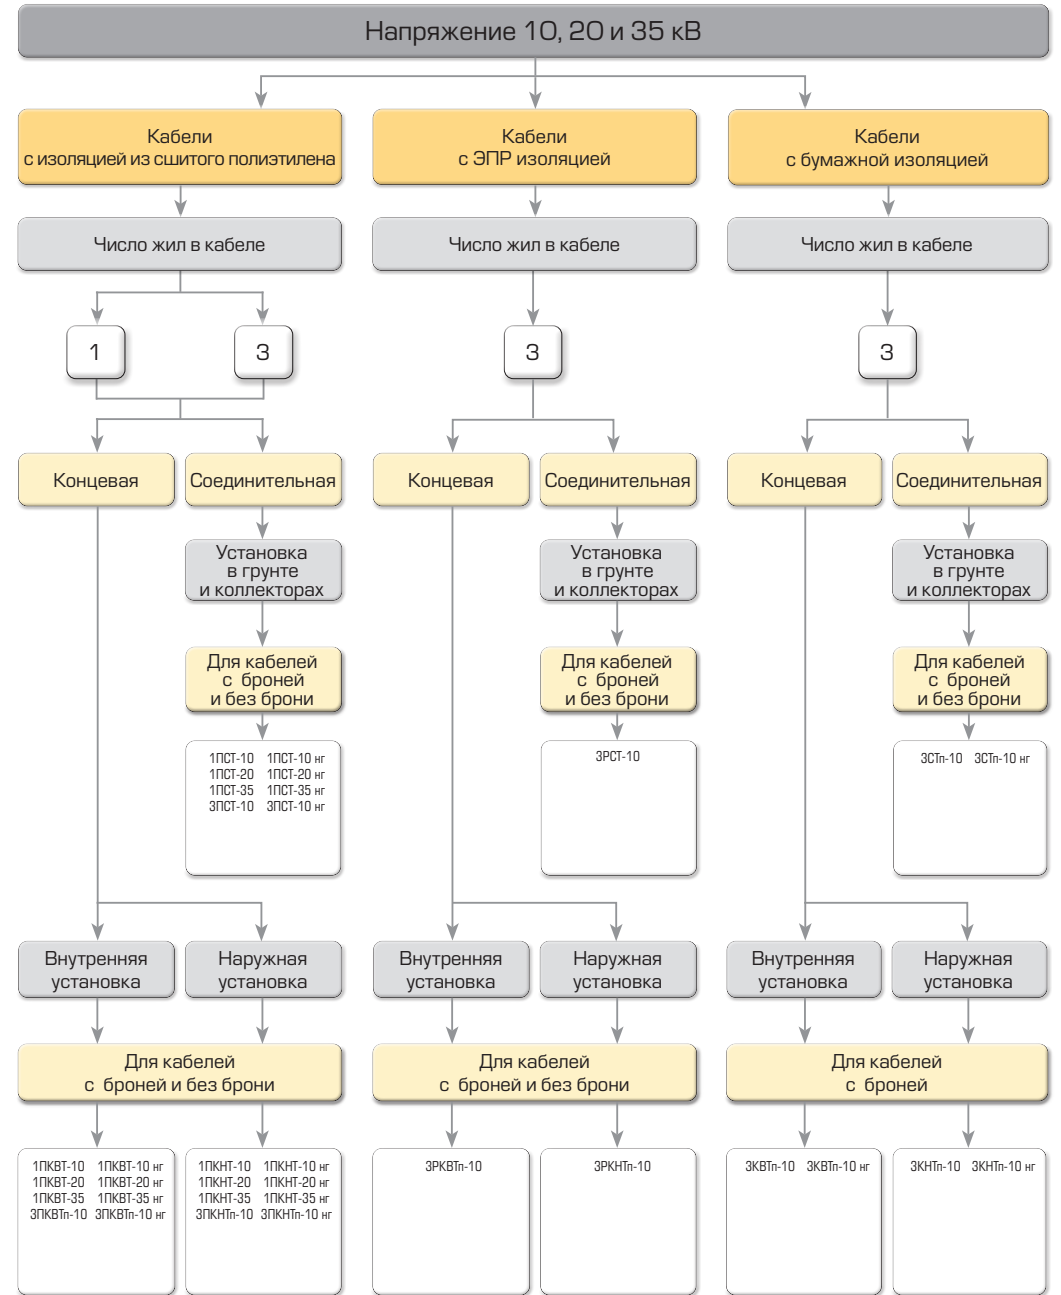 Напряжение 10, 20 и 35 кВ
Кабели
с изоляцией из сшитого полиэтилена
Кабели
с ЭПР изоляцией
Кабели
с бумажной изоляцией
Число жил в кабеле
Число жил в кабеле
Число жил в кабеле
1
3
3
3
Концевая
Соединительная
Концевая
Соединительная
Концевая
Соединительная
Установка
в грунте
и коллекторах
Установка
в грунте
и коллекторах
Установка
в грунте
и коллекторах
Для кабелей
с броней
и без брони
Для кабелей
с броней
и без брони
Для кабелей
с броней
и без брони
1ПСТ-10 1ПСТ-10 нг
1ПСТ-20 1ПСТ-20 нг
1ПСТ-35 1ПСТ-35 нг
3ПСТ-10 3ПСТ-10 нг
3РСТ-10
3СТп-10 3СТп-10 нг
Внутренняя
установка
Наружная
установка
Внутренняя
установка
Наружная
установка
Внутренняя
установка
Наружная
установка
Для кабелей
с броней и без брони
Для кабелей
с броней и без брони
Для кабелей
с броней
1ПКВТ-10 1ПКВТ-10 нг
1ПКВТ-20 1ПКВТ-20 нг
1ПКВТ-35 1ПКВТ-35 нг
3ПКВТп-10 3ПКВТп-10 нг
1ПКНТ-10 1ПКНТ-10 нг
1ПКНТ-20 1ПКНТ-20 нг
1ПКНТ-35 1ПКНТ-35 нг
3ПКНТп-10 3ПКНТп-10 нг
3РКВТп-10
3РКНТп-10
3КВТп-10 3КВТп-10 нг
3КНТп-10 3КНТп-10 нг